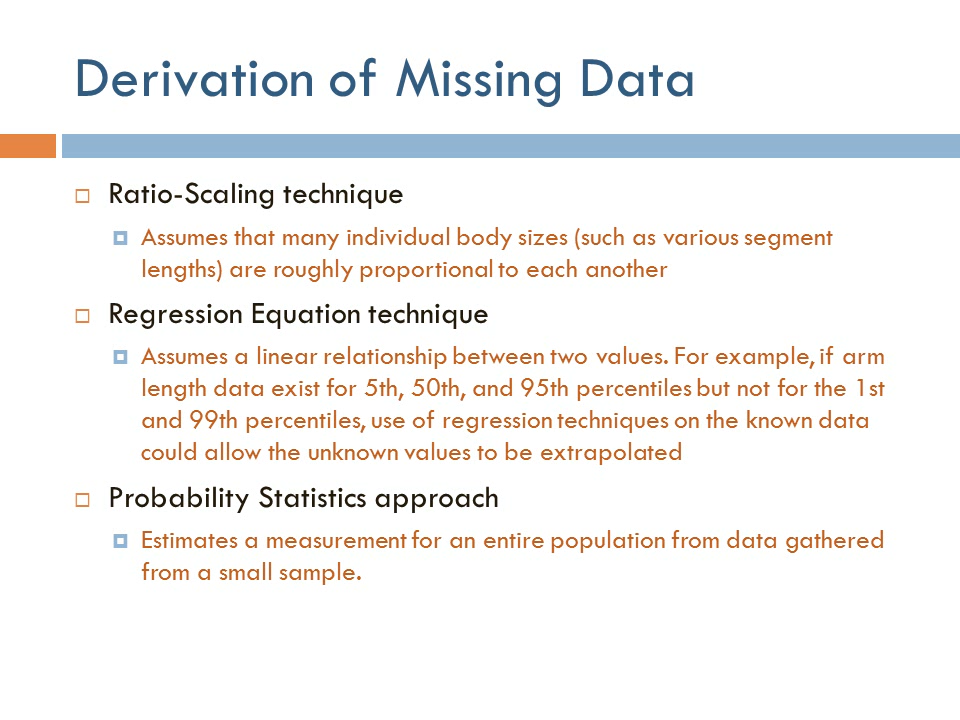 Derivation of Missing Data
Ratio-Scaling technique
Assumes that many individual body sizes (such as various segment
lengths) are roughly proportional to each another
Regression Equation technique
Assumes a linear relationship between two values. For example, if arm
length data exist for 5th, 50th, and 95th percentiles but not for the 1st
and 99th percentiles, use of regression techniques on the known data
could allow the unknown values to be extrapolated
Probability Statistics approach
Estimates a measurement for an entire population from data gathered
from a small sample.